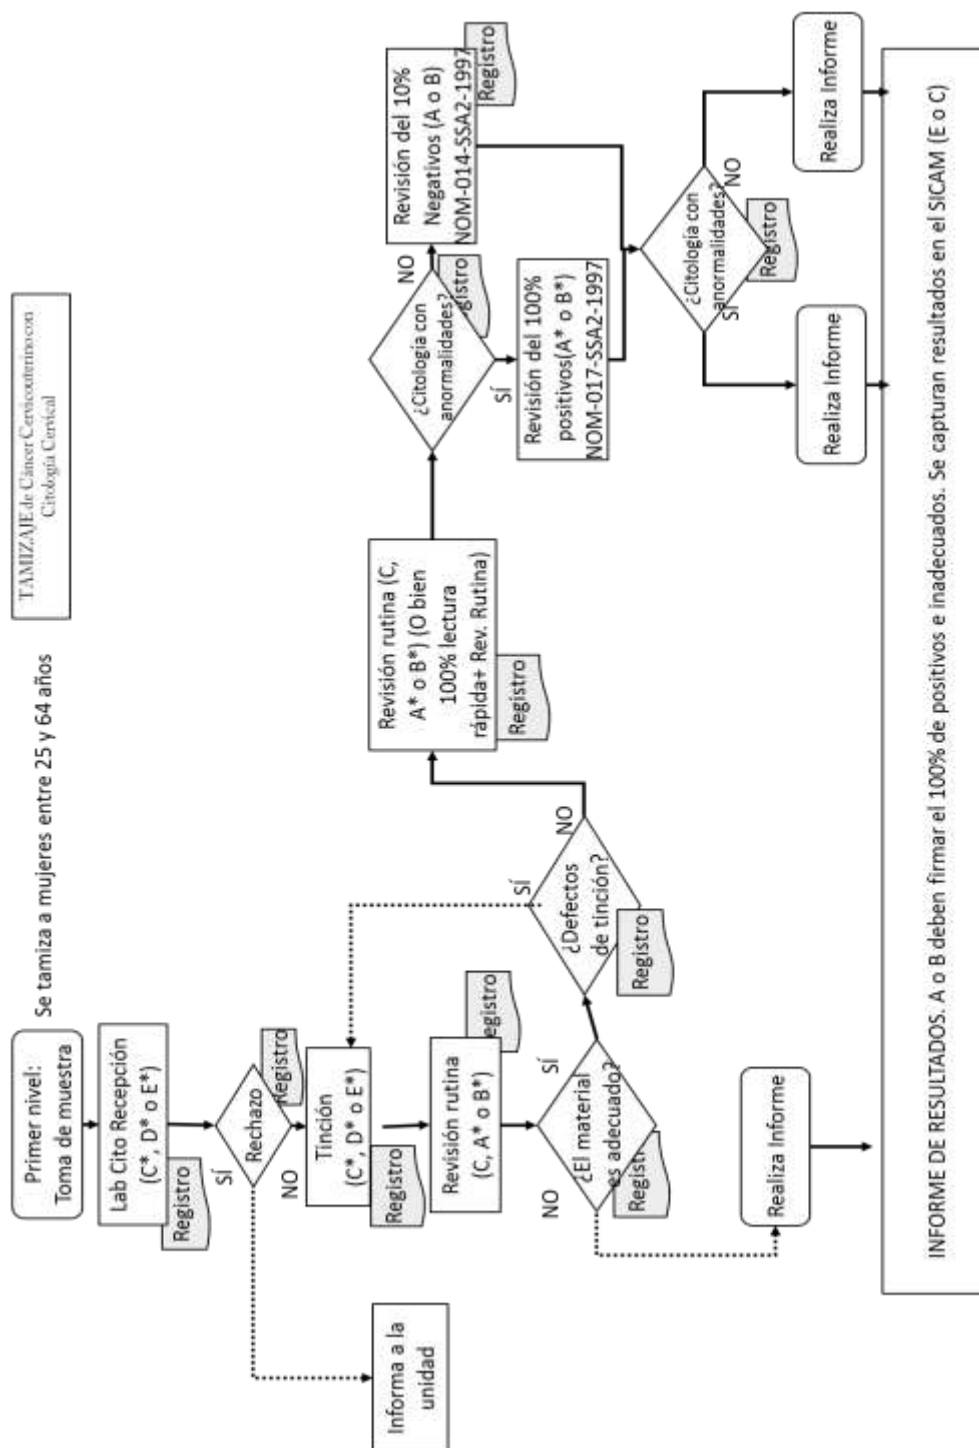 TAMIZAJE de Cáncer Cervicouterino con
Citología Cervical
Se tamiza a mujeres entre 25 y 64 años
Primer nivel:
Toma de muestra
Lab Cito Recepción
(C*, D* o E*)
Registro
SÍ
Rechazo
Registro
NO
Informa a la
unidad
Tinción
(C*, D* o E*)
Registro
Revisión rutina
(C, A* o B*)
Registro
¿El material
es adecuado?
Registro
NO
SÍ
Realiza Informe
¿Defectos
de tinción?
Registro
SÍ
NO
Revisión rutina (C,
A* o B*) (O bien
100% lectura
rápida+ Rev. Rutina)
Registro
¿Citología con
anormalidades?
Registro
NO
SÍ
Revisión del 10%
Negativos (A o B)
NOM-014-SSA2-1997
Registro
Revisión del 100%
positivos(A* o B*)
NOM-017-SSA2-1997
¿Citología con
anormalidades?
Registro
SÍ
NO
Realiza Informe
Realiza Informe
INFORME DE RESULTADOS. A o B deben firmar el 100% de positivos e inadecuados. Se capturan resultados en el SICAM (E o C)